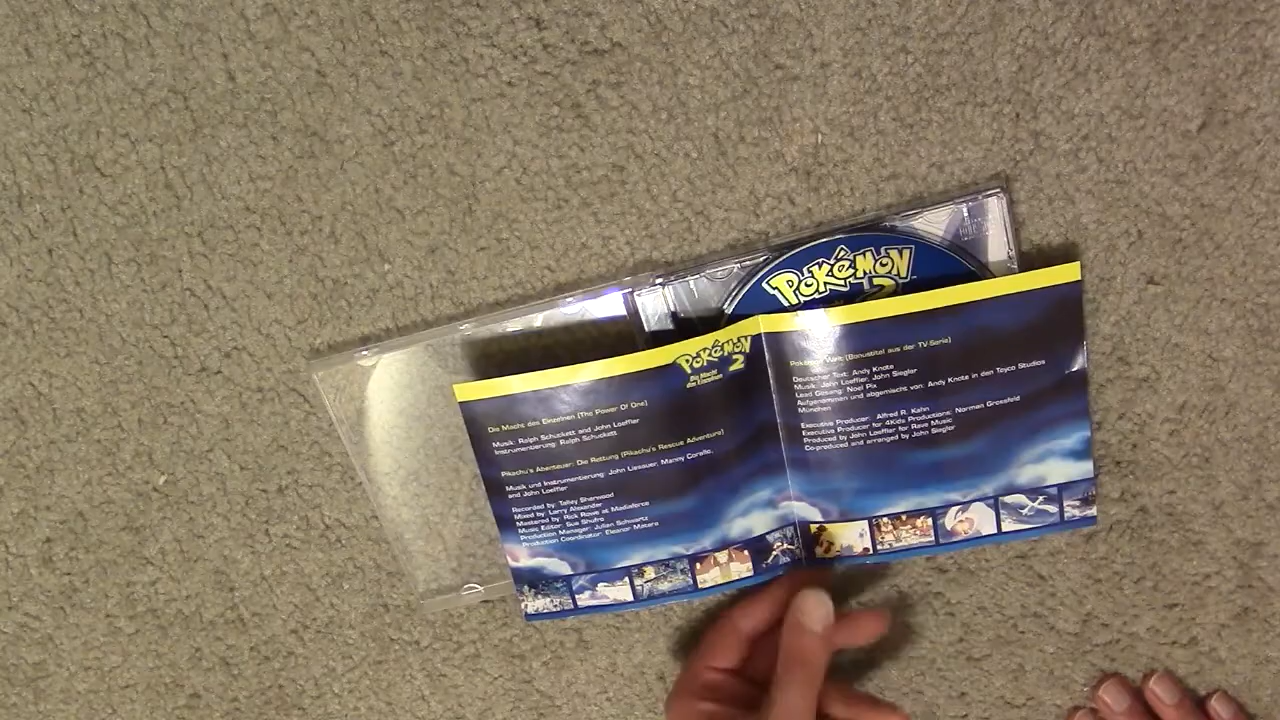 POKéMON
2
POKéMON
2
Die Macht
des Einzelnen
Die Macht des Einzelnen (The Power Of One)
Musik: Ralph Schuckett and John Loeffler
Instrumentierung: Ralph Schuckett
Pikachu's Abenteuer: Die Rettung (Pikachu's Rescue Adventure)
Musik und Instrumentierung: John Lissauer, Manny Corallo,
and John Loeffler
Recorded by: Talley Sherwood
Mixed by: Larry Alexander
Mastered by: Rick Rowe at Mediaforce
Music Editor: Sue Shufro
Production Manager: Julian Schwartz
Production Coordinator: Eleanor Matera
Pokémon Welt (Bonustitel aus der TV-Serie)
Deutscher Text: Andy Knote
Musik: John Loeffler, John Siegler
Lead Gesang: Noel Pix
Aufgenommen und abgemischt von: Andy Knote in den Toyco Studios
München
Executive Producer: Alfred R. Kahn
Executive Producer for 4Kids Productions: Norman Grossfeld
Produced by John Loeffler for Rave Music
Co-produced and arranged by John Siegler